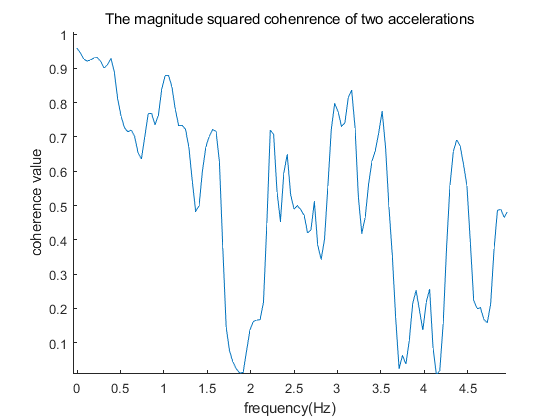 The magnitude squared cohenrence of two accelerations
1
0.9
0.8
0.7
0.6
0.5
0.4
0.3
0.2
0.1
coherence value
0 0.5 1 1.5 2 2.5 3 3.5 4 4.5
frequency(Hz)